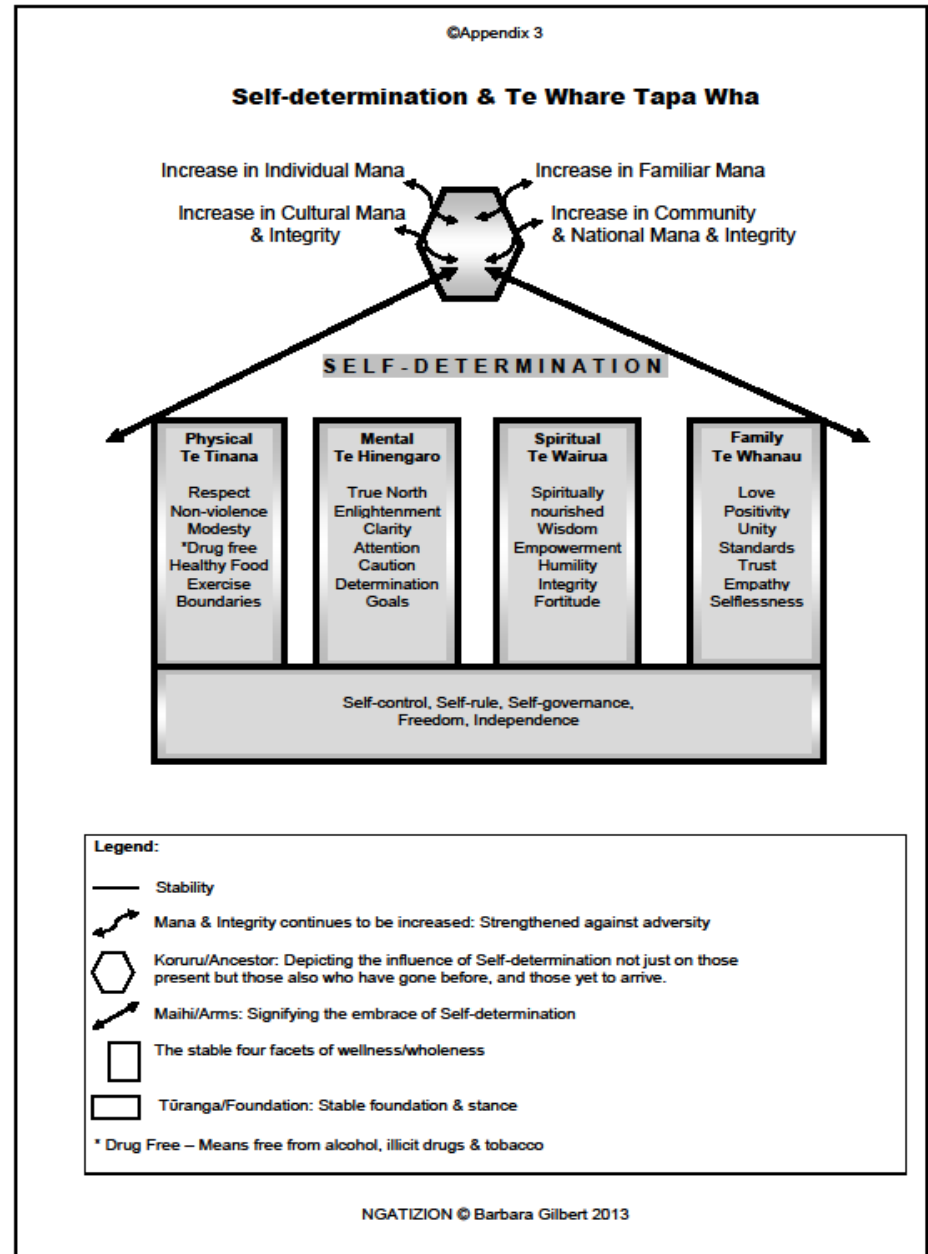 ©Appendix 3
Self-determination & Te Whare Tapa Wha
Increase in Individual Mana
Increase in Familiar Mana
Increase in Cultural Mana
& Integrity
Increase in Community
& National Mana & Integrity
SELF-DETERMINATION
Physical
Te Tinana
Respect
Non-violence
Modesty
*Drug free
Healthy Food
Exercise
Boundaries
Mental
Te Hinengaro
True North
Enlightenment
Clarity
Attention
Caution
Determination
Goals
Spiritual
Te Wairua
Spiritually
nourished
Wisdom
Empowerment
Humility
Integrity
Fortitude
Family
Te Whanau
Love
Positivity
Unity
Standards
Trust
Empathy
Selflessness
Self-control, Self-rule, Self-governance,
Freedom, Independence
Legend:
Stability
Mana & Integrity continues to be increased: Strengthened against adversity
Koruru/Ancestor: Depicting the influence of Self-determination not just on those
present but those also who have gone before, and those yet to arrive.
Maihi/Arms: Signifying the embrace of Self-determination
The stable four facets of wellness/wholeness
Tūranga/Foundation: Stable foundation & stance
* Drug Free – Means free from alcohol, illicit drugs & tobacco
NGATIZION © Barbara Gilbert 2013